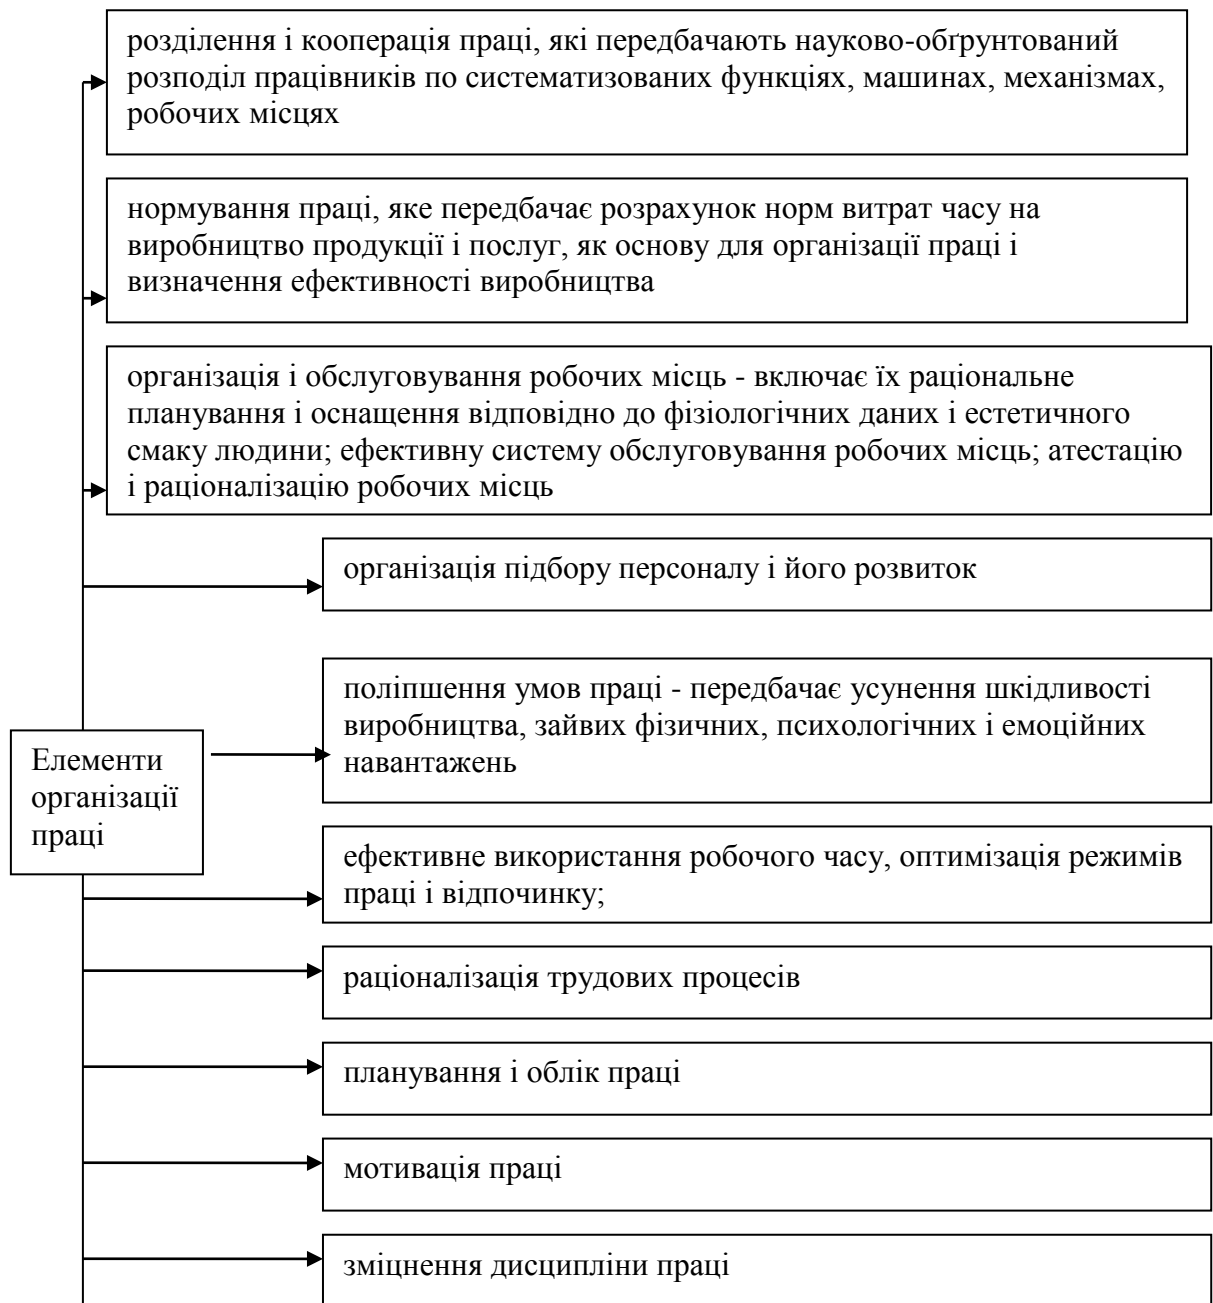 розділення і кооперація праці, які передбачають науково-обґрунтований
розподіл працівників по систематизованих функціях, машинах, механізмах,
робочих місцях
нормування праці, яке передбачає розрахунок норм витрат часу на
виробництво продукції і послуг, як основу для організації праці і
визначення ефективності виробництва
організація і обслуговування робочих місць - включає їх раціональне
планування і оснащення відповідно до фізіологічних даних і естетичного
смаку людини; ефективну систему обслуговування робочих місць; атестацію
і раціоналізацію робочих місць
організація підбору персоналу і його розвиток
поліпшення умов праці - передбачає усунення шкідливості
виробництва, зайвих фізичних, психологічних і емоційних
навантажень
Елементи
організації
праці
ефективне використання робочого часу, оптимізація режимів
праці і відпочинку;
раціоналізація трудових процесів
планування і облік праці
мотивація праці
зміцнення дисципліни праці